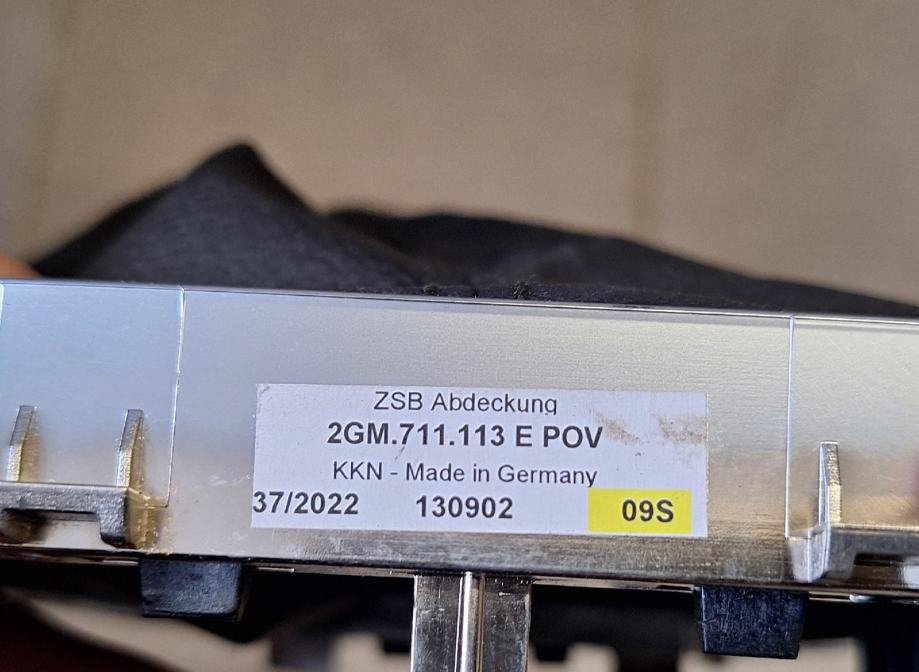 ZSB Abdeckung
2GM.711.113 E POV
KKN - Made in Germany
37/2022 130902 09S